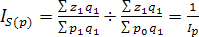 I_{S(p)} = \frac{\sum z_1 q_1}{\sum p_1 q_1} \div \frac{\sum z_1 q_1}{\sum p_0 q_1} = \frac{1}{I_p}